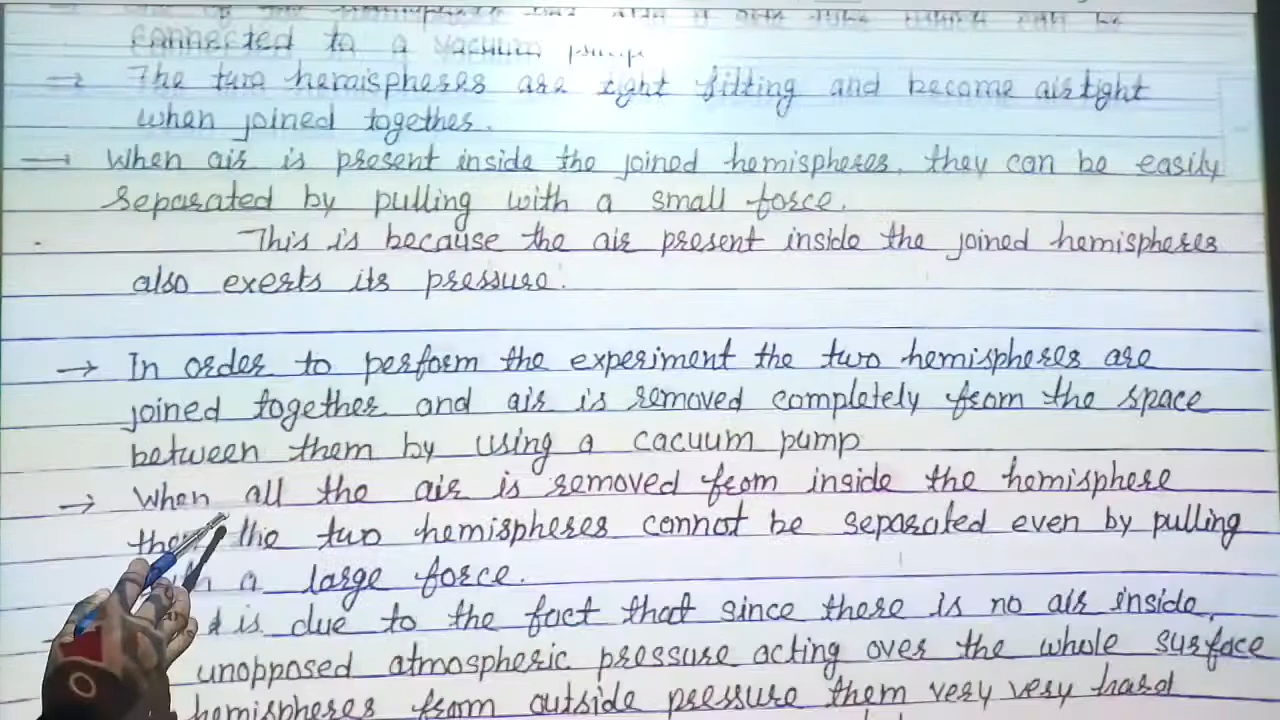 connected to a vacuum pump
→ The two hemispheres are tight fitting and become airtight
when joined together.
→ When air is present inside the joined hemispheres, they can be easily
separated by pulling with a small force.
This is because the air present inside the joined hemispheres
also exerts its pressure.
→ In order to perform the experiment the two hemispheres are
joined together and air is removed completely from the space
between them by using a cacuum pump
→ When all the air is removed from inside the hemisphere
the two hemispheres cannot be separated even by pulling
a large force.
is due to the fact that since there is no air inside,
unopposed atmospheric pressure acting over the whole surface
hemispheres from outside pressure them very very hard